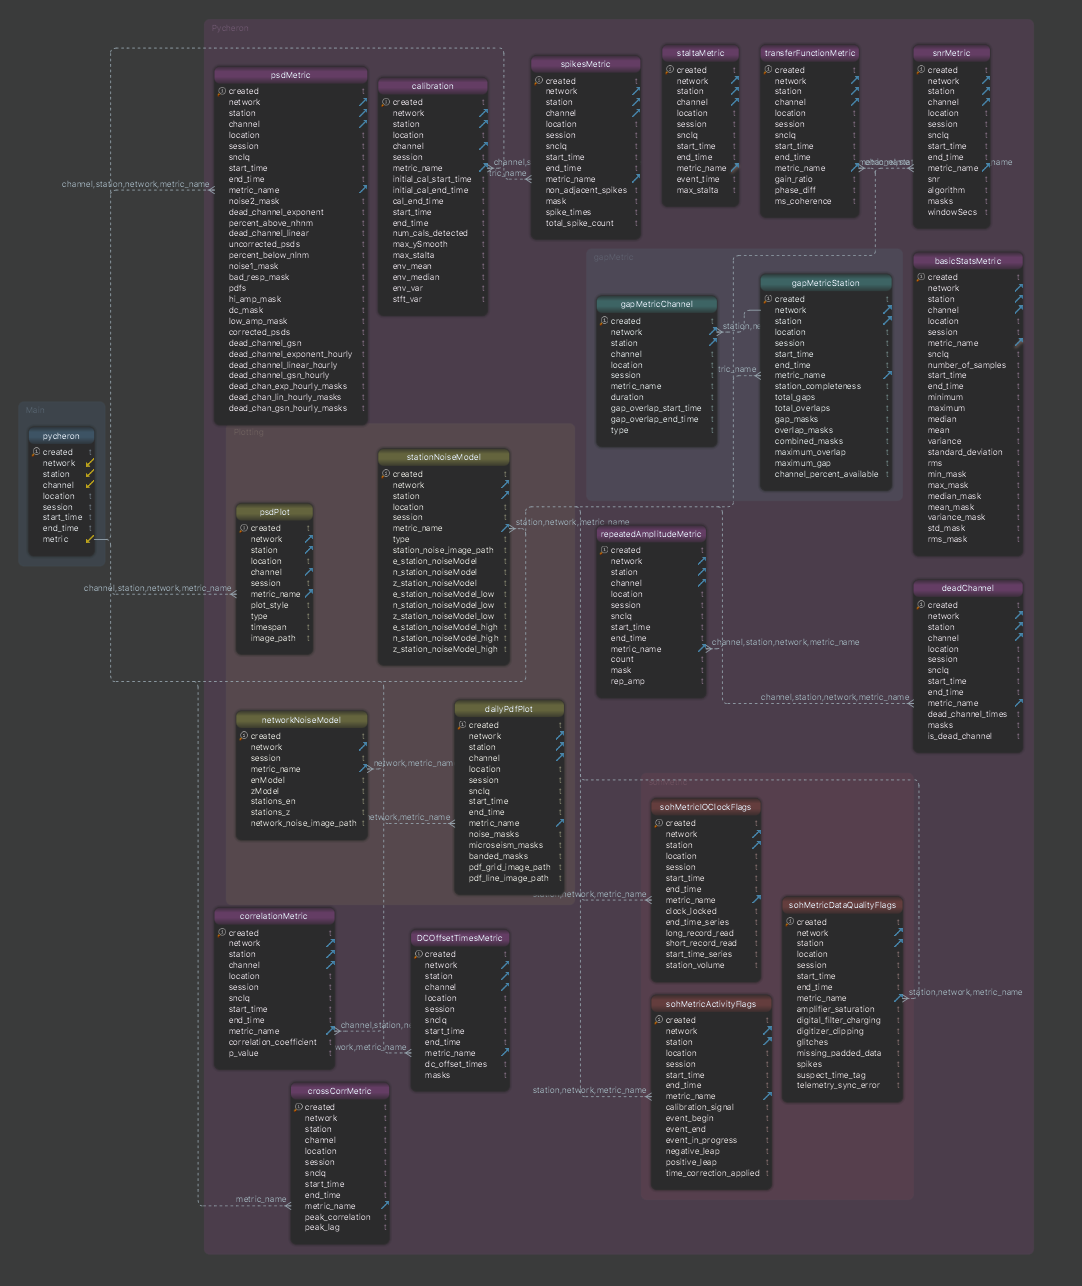 Pycheron
psdMetric
created
network
station
channel
location
session
snclq
start_time
end_time
metric_name
noise2_mask
dead_channel_exponent
percent_above_nhnm
dead_channel_linear
uncorrected_psds
percent_below_nlnm
noise1_mask
bad_resp_mask
pdfs
hi_amp_mask
dc_mask
low_amp_mask
corrected_psds
dead_channel_gsn
dead_channel_exponent_hourly
dead_channel_linear_hourly
dead_channel_gsn_hourly
dead_chan_exp_hourly_masks
dead_chan_lin_hourly_masks
dead_chan_gsn_hourly_masks
calibration
created
network
station
location
channel
session
metric_name
initial_cal_start_time
initial_cal_end_time
cal_end_time
start_time
end_time
num_cals_detected
max_ySmooth
max_stalta
env_mean
env_median
env_var
stft_var
spikesMetric
created
network
station
channel
location
session
snclq
start_time
end_time
metric_name
non_adjacent_spikes
mask
spike_times
total_spike_count
staltaMetric
created
network
station
channel
location
session
snclq
start_time
end_time
metric_name
event_time
max_stalta
transferFunctionMetric
created
network
station
channel
location
session
snclq
start_time
end_time
metric_name
gain_ratio
phase_diff
ms_coherence
snrMetric
created
network
station
channel
location
session
snclq
start_time
end_time
metric_name
snr
algorithm
masks
windowSecs
channel,station,network,metric_name
gapMetric
gapMetricChannel
created
network
station
channel
location
session
metric_name
duration
gap_overlap_start_time
gap_overlap_end_time
type
gapMetricStation
created
network
station
location
session
start_time
end_time
metric_name
station_completeness
total_gaps
total_overlaps
gap_masks
overlap_masks
combined_masks
maximum_overlap
maximum_gap
channel_percent_available
basicStatsMetric
created
network
station
channel
location
session
metric_name
snclq
number_of_samples
start_time
end_time
minimum
maximum
median
mean
variance
standard_deviation
rms
min_mask
max_mask
median_mask
mean_mask
variance_mask
std_mask
rms_mask
Main
pycheron
created
network
station
channel
location
session
start_time
end_time
metric
Plotting
psdPlot
created
network
station
location
channel
session
metric_name
plot_style
type
timespan
image_path
channel,station,network,metric_name
stationNoiseModel
created
network
station
location
session
metric_name
type
station_noise_image_path
e_station_noiseModel
n_station_noiseModel
z_station_noiseModel
e_station_noiseModel_low
n_station_noiseModel_low
z_station_noiseModel_low
e_station_noiseModel_high
n_station_noiseModel_high
z_station_noiseModel_high
station,network,metric_name
repeatedAmplitudeMetric
created
network
station
channel
location
session
snclq
start_time
end_time
metric_name
count
mask
rep_amp
channel,station,network,metric_name
deadChannel
created
network
station
channel
location
session
snclq
start_time
end_time
metric_name
dead_channel_times
masks
is_dead_channel
channel,station,network,metric_name
networkNoiseModel
created
network
session
metric_name
enModel
zModel
stations_en
stations_z
network_noise_image_path
dailyPdfPlot
created
network
station
channel
location
session
snclq
start_time
end_time
metric_name
noise_masks
microseism_masks
banded_masks
pdf_grid_image_path
pdf_line_image_path
sohMetricIOClockFlags
created
network
station
location
session
start_time
end_time
metric_name
clock_locked
end_time_series
long_record_read
short_record_read
start_time_series
station_volume
sohMetricDataQualityFlags
created
network
station
location
session
start_time
end_time
metric_name
amplifier_saturation
digital_filter_charging
digitizer_clipping
glitches
missing_padded_data
spikes
suspect_time_tag
telemetry_sync_error
station,network,metric_name
correlationMetric
created
network
station
channel
location
session
snclq
start_time
end_time
metric_name
correlation_coefficient
p_value
DCOffsetTimesMetric
created
network
station
channel
location
session
snclq
start_time
end_time
metric_name
dc_offset_times
masks
sohMetricActivityFlags
created
network
station
location
session
start_time
end_time
metric_name
calibration_signal
event_begin
event_end
event_in_progress
negative_leap
positive_leap
time_correction_applied
station,network,metric_name
crossCorrMetric
created
network
station
channel
location
session
snclq
start_time
end_time
metric_name
peak_correlation
peak_lag
metric_name